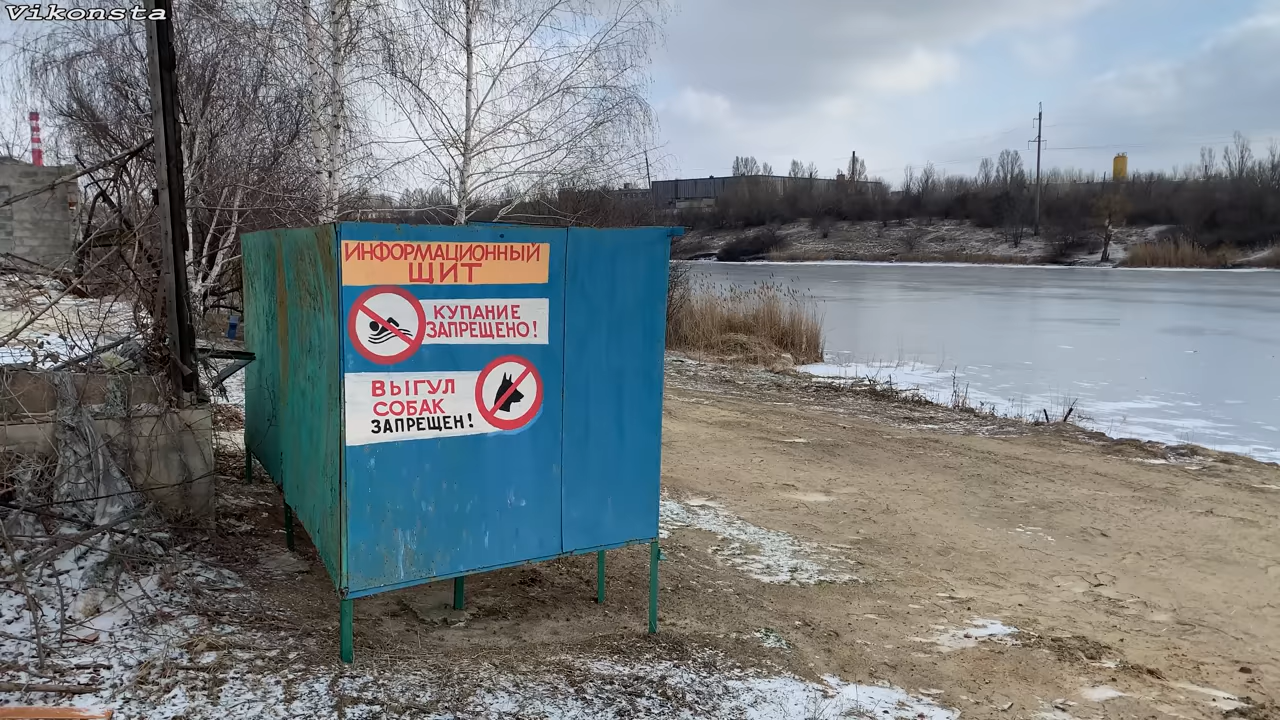 Vikonsta
ИНФОРМАЦИОННЫЙ
ЩИТ
КУПАНИЕ
ЗАПРЕЩЕНО!
ВЫГУЛ
СОБАК
ЗАПРЕЩЕН!